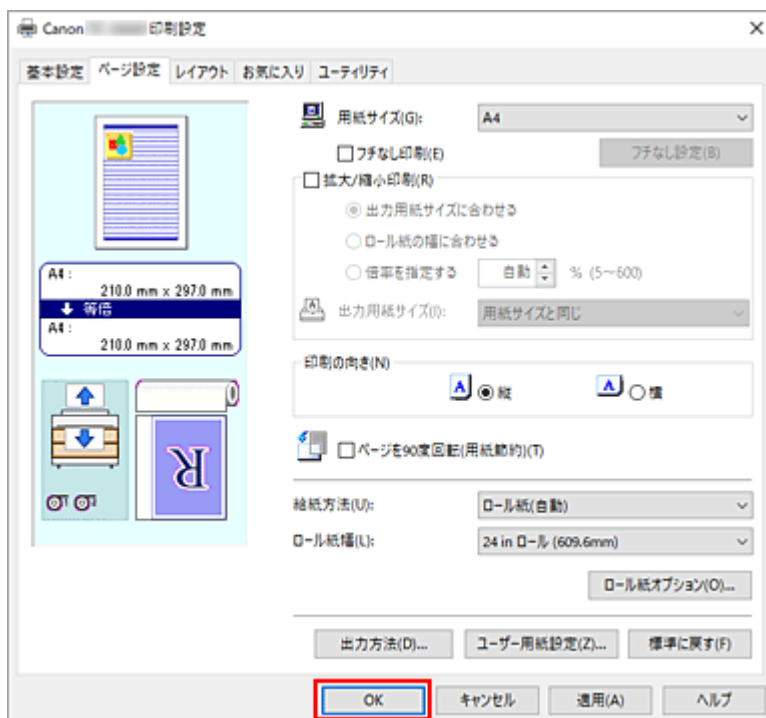 Canon 印刷設定
基本設定 ページ設定 レイアウト お気に入り ユーティリティ
A4 :
210.0 mm x 297.0 mm
等倍
A4 :
210.0 mm x 297.0 mm
R
用紙サイズ(G): A4
フチなし印刷(E) フチなし設定(B)
拡大/縮小印刷(R)
出力用紙サイズに合わせる
ロール紙の幅に合わせる
倍率を指定する 自動 % (5～600)
出力用紙サイズ(I): 用紙サイズと同じ
印刷の向き(N)
A 縦 A 横
ページを90度回転(用紙節約)(T)
給紙方法(U): ロール紙(自動)
ロール紙幅(L): 24 in ロール (609.6mm)
ロール紙オプション(O)...
出力方法(D)... ユーザー用紙設定(Z)... 標準に戻す(F)
OK キャンセル 適用(A) ヘルプ